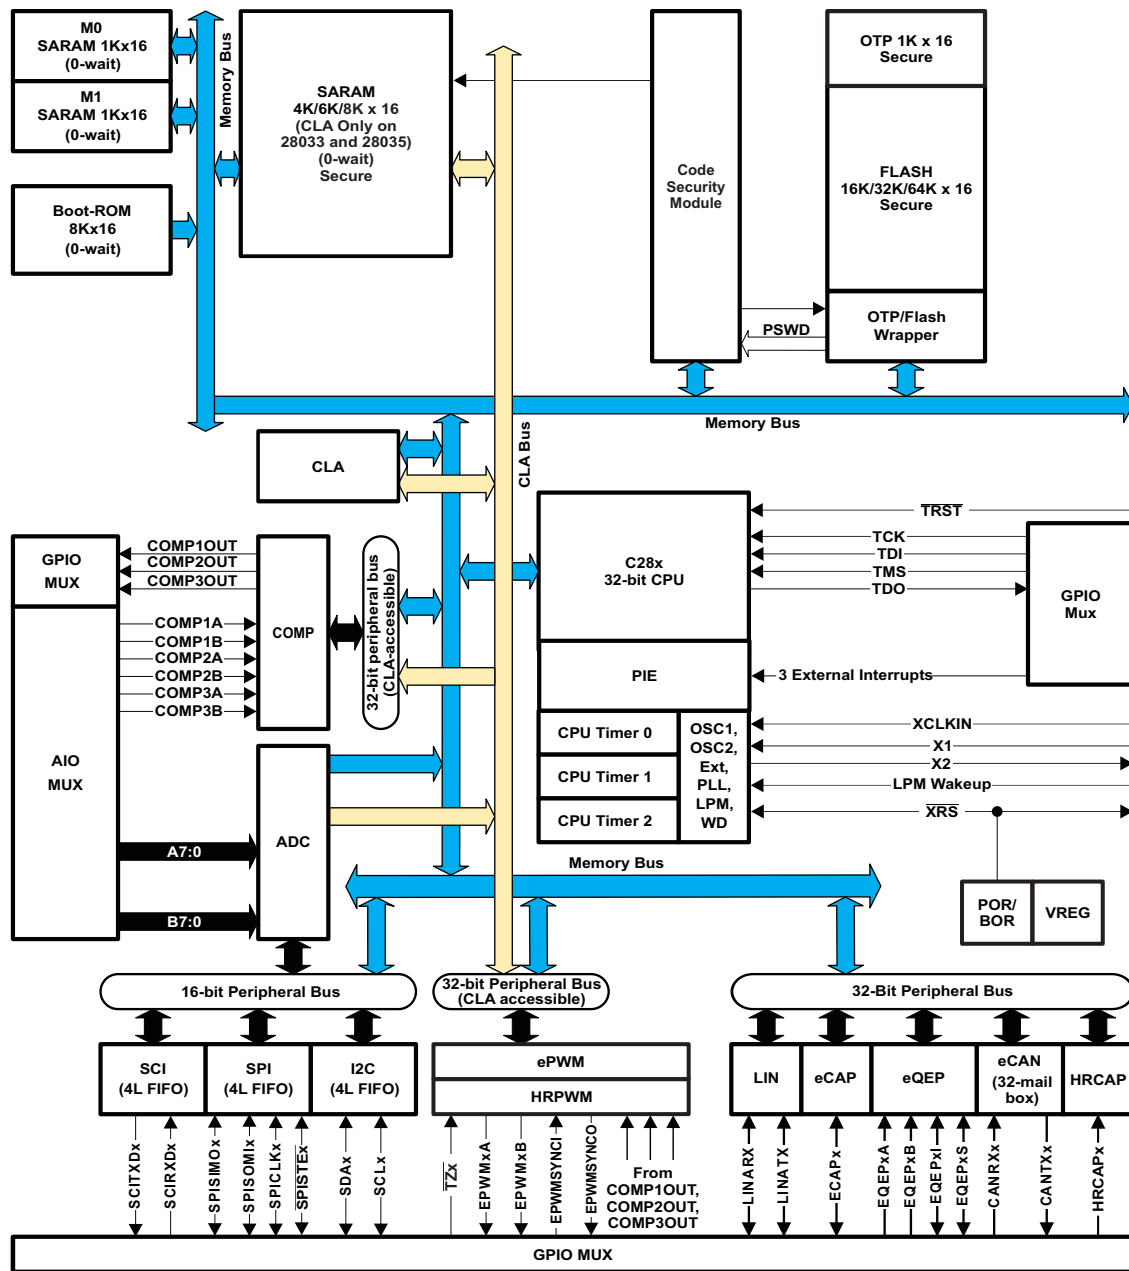 M0
SARAM 1Kx16
(0-wait)
M1
SARAM 1Kx16
(0-wait)
Boot-ROM
8Kx16
(0-wait)
Memory Bus
SARAM
4K/6K/8K x 16
(CLA Only on
28033 and 28035)
(0-wait)
Secure
Code
Security
Module
OTP 1K x 16
Secure
FLASH
16K/32K/64K x 16
Secure
OTP/Flash
Wrapper
PSWD
Memory Bus
CLA Bus
CLA
GPIO
MUX
COMP1OUT
COMP2OUT
COMP3OUT
COMP1A
COMP1B
COMP2A
COMP2B
COMP3A
COMP3B
COMP
32-bit peripheral bus
(CLA-accessible)
AIO
MUX
A7:0
B7:0
ADC
C28x
32-bit CPU
PIE
CPU Timer 0
CPU Timer 1
CPU Timer 2
OSC1,
OSC2,
Ext,
PLL,
LPM,
WD
TRST
TCK
TDI
TMS
TDO
GPIO
Mux
3 External Interrupts
XCLKIN
X1
X2
LPM Wakeup
XRS
POR/
BOR
VREG
Memory Bus
16-bit Peripheral Bus
32-bit Peripheral Bus
(CLA accessible)
32-Bit Peripheral Bus
SCI
(4L FIFO)
SPI
(4L FIFO)
I2C
(4L FIFO)
ePWM
HRPWM
LIN
eCAP
eQEP
eCAN
(32-mail
box)
HRCAP
SCITXDx
SCIRXDx
SPISIMOx
SPISOMIx
SPICLKx
SPISTEx
SDAx
SCLx
TZx
EPWMxA
EPWMxB
EPWMSYNCI
EPWMSYNCO
From
COMP1OUT,
COMP2OUT,
COMP3OUT
LINARX
LINATX
ECAPx
EQEPxA
EQEPxB
EQEPxI
EQEPxS
CANRXx
CANTXx
HRCAPx
GPIO MUX